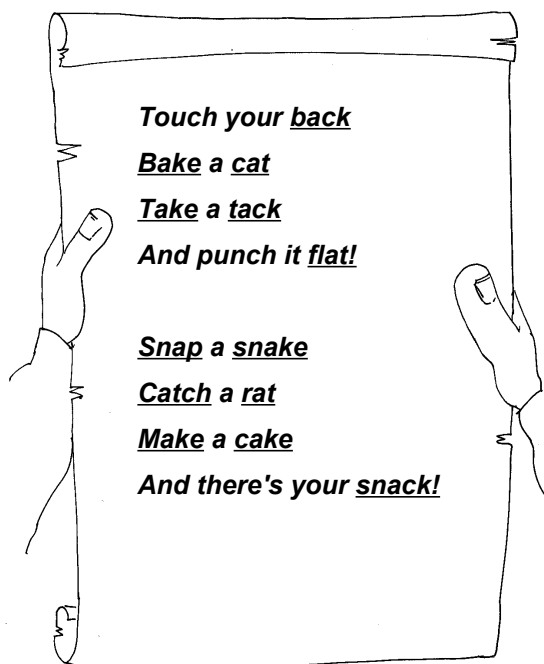 Touch your back
Bake a cat
Take a tack
And punch it flat!
Snap a snake
Catch a rat
Make a cake
And there's your snack!